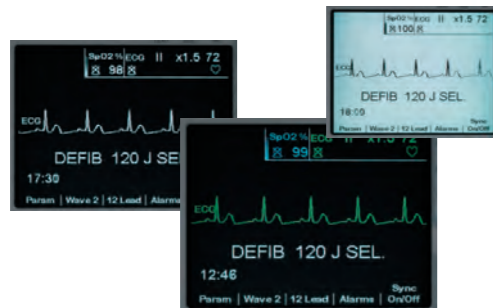 SpO2 % ECG II x1.5 72
98
ECG
DEFIB 120 J SE
17:30
Param | Wave 2 | 12 Lead | Alarms
SpO2 % ECG II x1.5 72
100
ECG
DEFIB 120 J SEL.
18:00
Sync
Param | Wave 2 | 12 Lead | Alarms On/Off
SpO2 % ECG II x1.5 72
99
ECG
DEFIB 120 J SEL.
12:46
Sync
Param | Wave 2 | 12 Lead | Alarms | On/Off